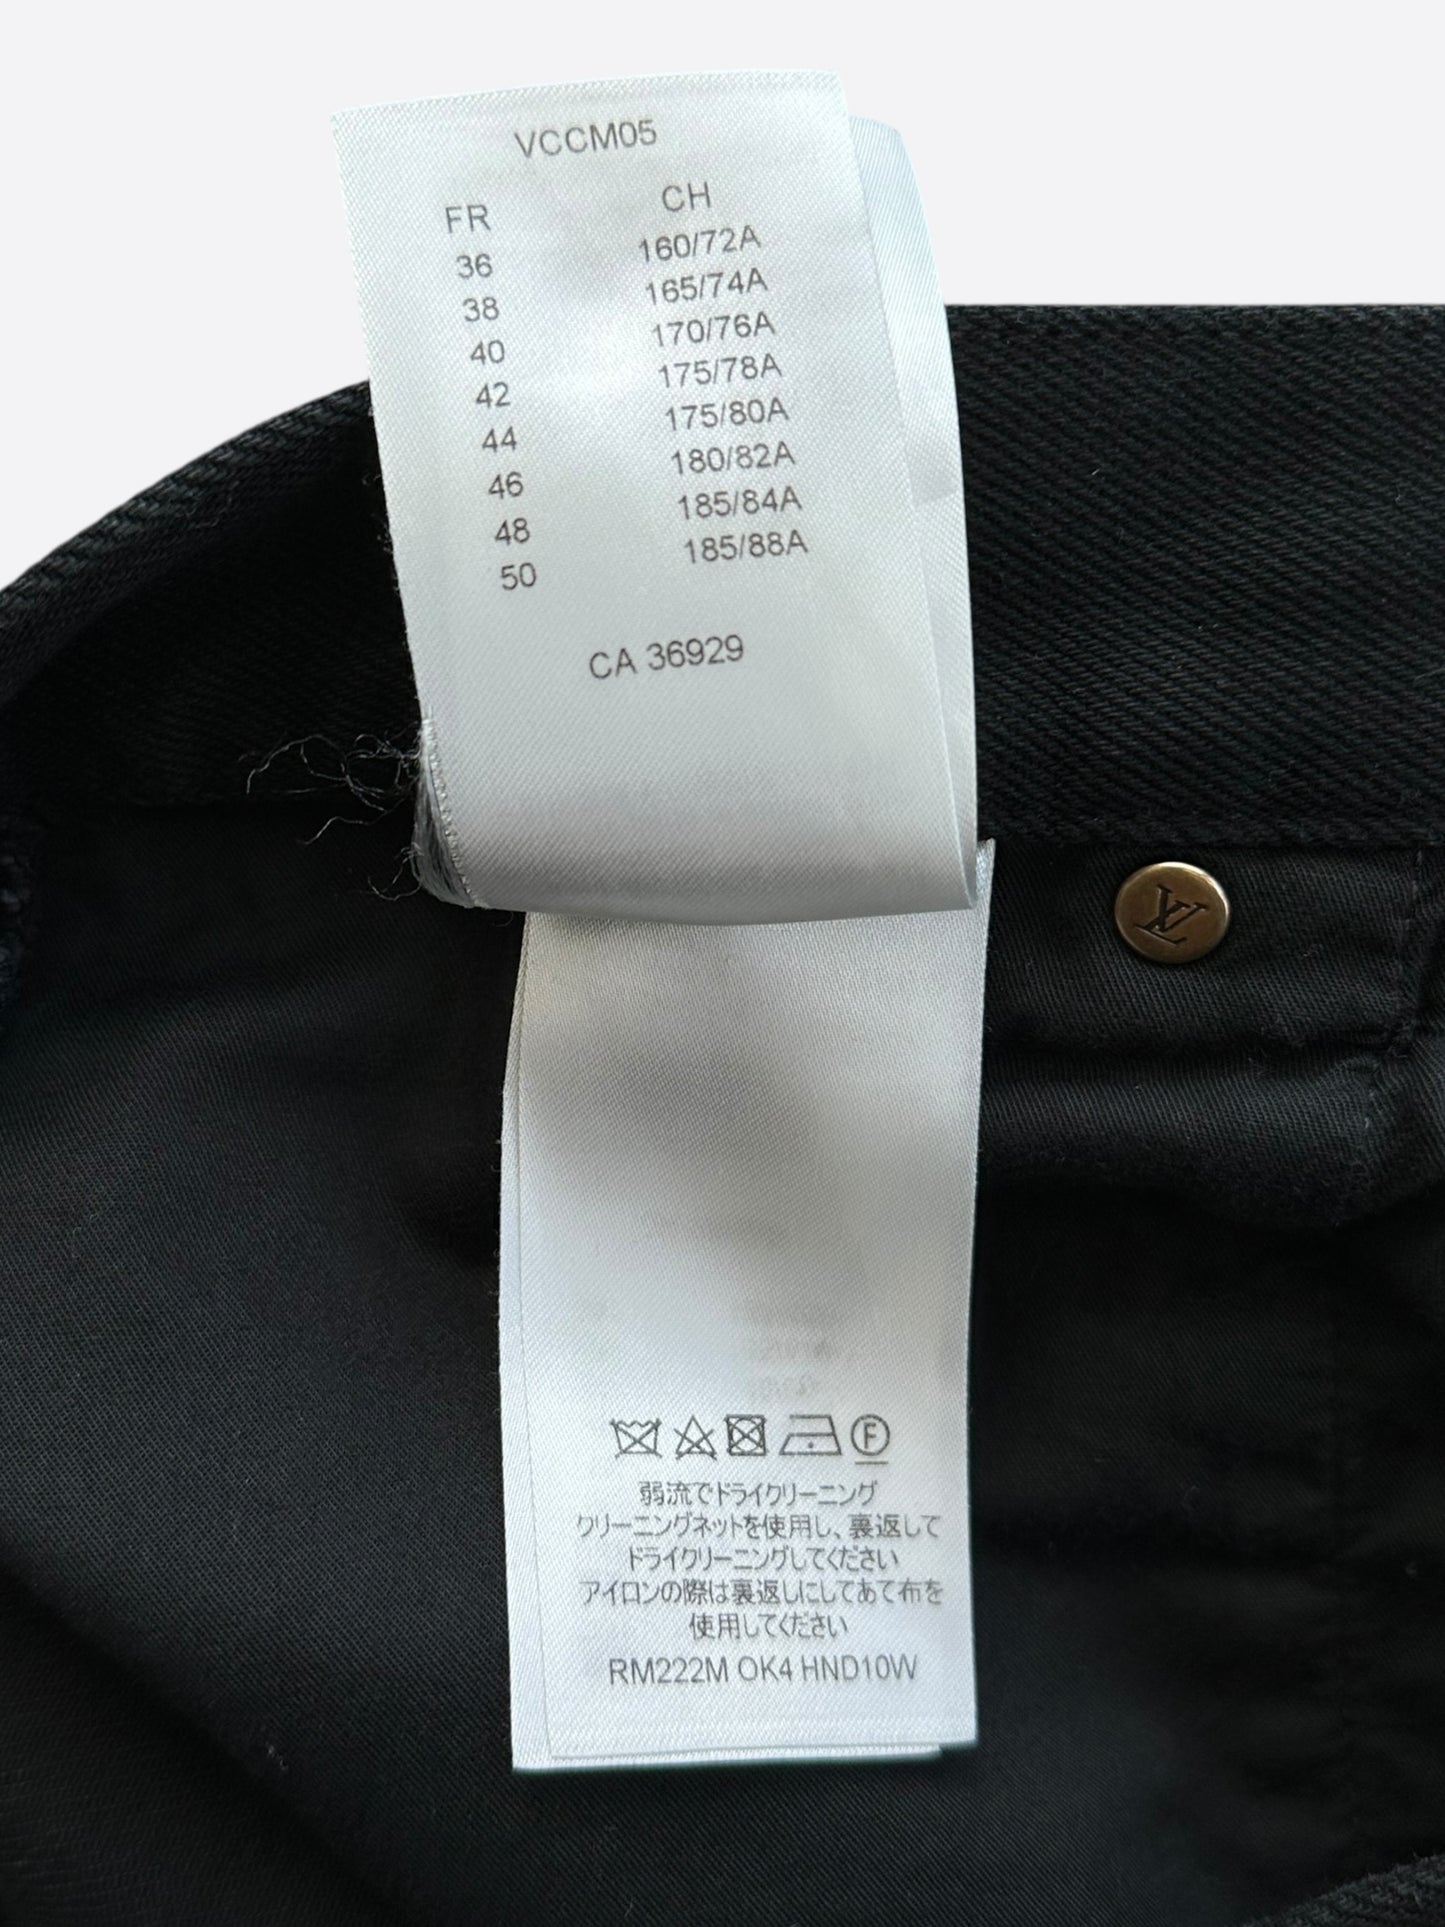 VCCM05
FR CH
36 160/72A
38 165/74A
40 170/76A
42 175/78A
44 175/80A
46 180/82A
48 185/84A
50 185/88A
CA 36929
LV
F
弱流でドライクリーニング
クリーニングネットを使用し、裏返して
ドライクリーニングしてください
アイロンの際は裏返しにしてあて布を
使用してください
RM222M OK4 HND10W